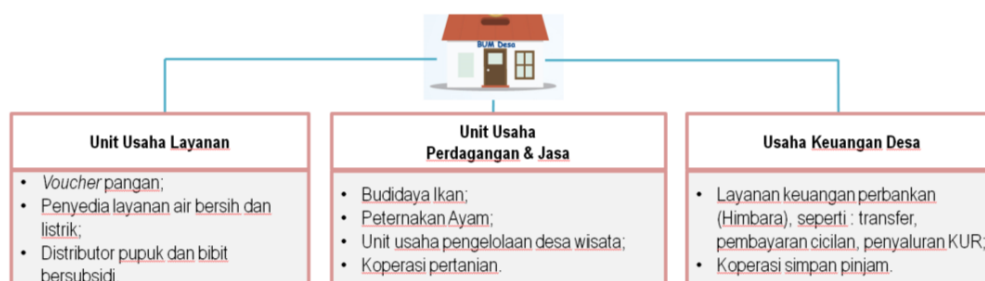 BUM Desa
Unit Usaha Layanan
• Voucher pangan;
• Penyedia layanan air bersih dan
listrik;
• Distributor pupuk dan bibit
bersubsidi.
Unit Usaha
Perdagangan & Jasa
• Budidaya Ikan;
• Peternakan Ayam;
• Unit usaha pengelolaan desa wisata;
• Koperasi pertanian.
Usaha Keuangan Desa
• Layanan keuangan perbankan
(Himbara), seperti : transfer,
pembayaran cicilan, penyaluran KUR;
• Koperasi simpan pinjam.